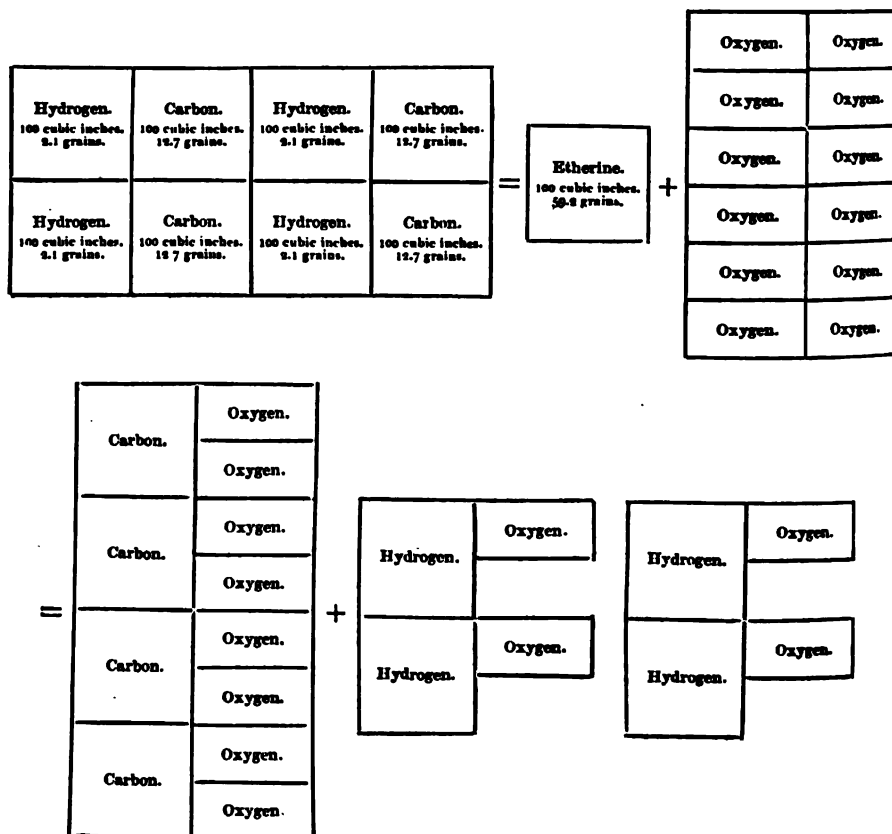 Hydrogen.
100 cubic inches.
2.1 grains.
Carbon.
100 cubic inches.
12.7 grains.
Hydrogen.
100 cubic inches.
2.1 grains.
Carbon.
100 cubic inches.
12.7 grains.
Hydrogen.
100 cubic inches.
2.1 grains.
Carbon.
100 cubic inches.
12 7 grains.
Hydrogen.
100 cubic inches.
2.1 grains.
Carbon.
100 cubic inches.
12.7 grains.
=
Etherine.
100 cubic inches.
59.2 grains.
+
Oxygen.
Oxygen.
Oxygen.
Oxygen.
Oxygen.
Oxygen.
Oxygen.
Oxygen.
Oxygen.
Oxygen.
Oxygen.
Oxygen.
=
Carbon.
Oxygen.
Oxygen.
Carbon.
Oxygen.
Oxygen.
Carbon.
Oxygen.
Oxygen.
Carbon.
Oxygen.
Oxygen.
+
Hydrogen.
Oxygen.
Hydrogen.
Oxygen.
Hydrogen.
Oxygen.
Hydrogen.
Oxygen.